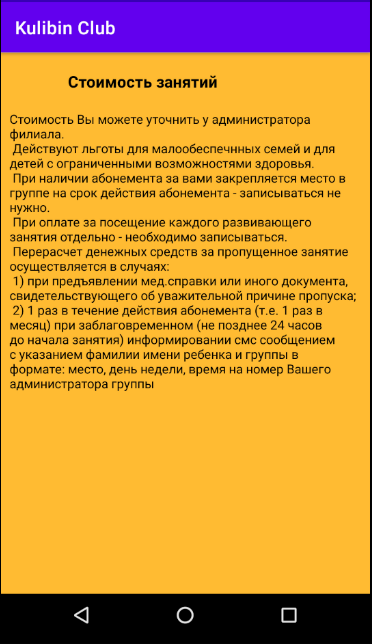 Kulibin Club
Стоимость занятий
Стоимость Вы можете уточнить у администратора
филиала.
Действуют льготы для малообеспечнных семей и для
детей с ограниченными возможностями здоровья.
При наличии абонемента за вами закрепляется место в
группе на срок действия абонемента - записываться не
нужно.
При оплате за посещение каждого развивающего
занятия отдельно - необходимо записываться.
Перерасчет денежных средств за пропущенное занятие
осуществляется в случаях:
1) при предъявлении мед.справки или иного документа,
свидетельствующего об уважительной причине пропуска;
2) 1 раз в течение действия абонемента (т.е. 1 раз в
месяц) при заблаговременном (не позднее 24 часов
до начала занятия) информировании смс сообщением
с указанием фамилии имени ребенка и группы в
формате: место, день недели, время на номер Вашего
администратора группы